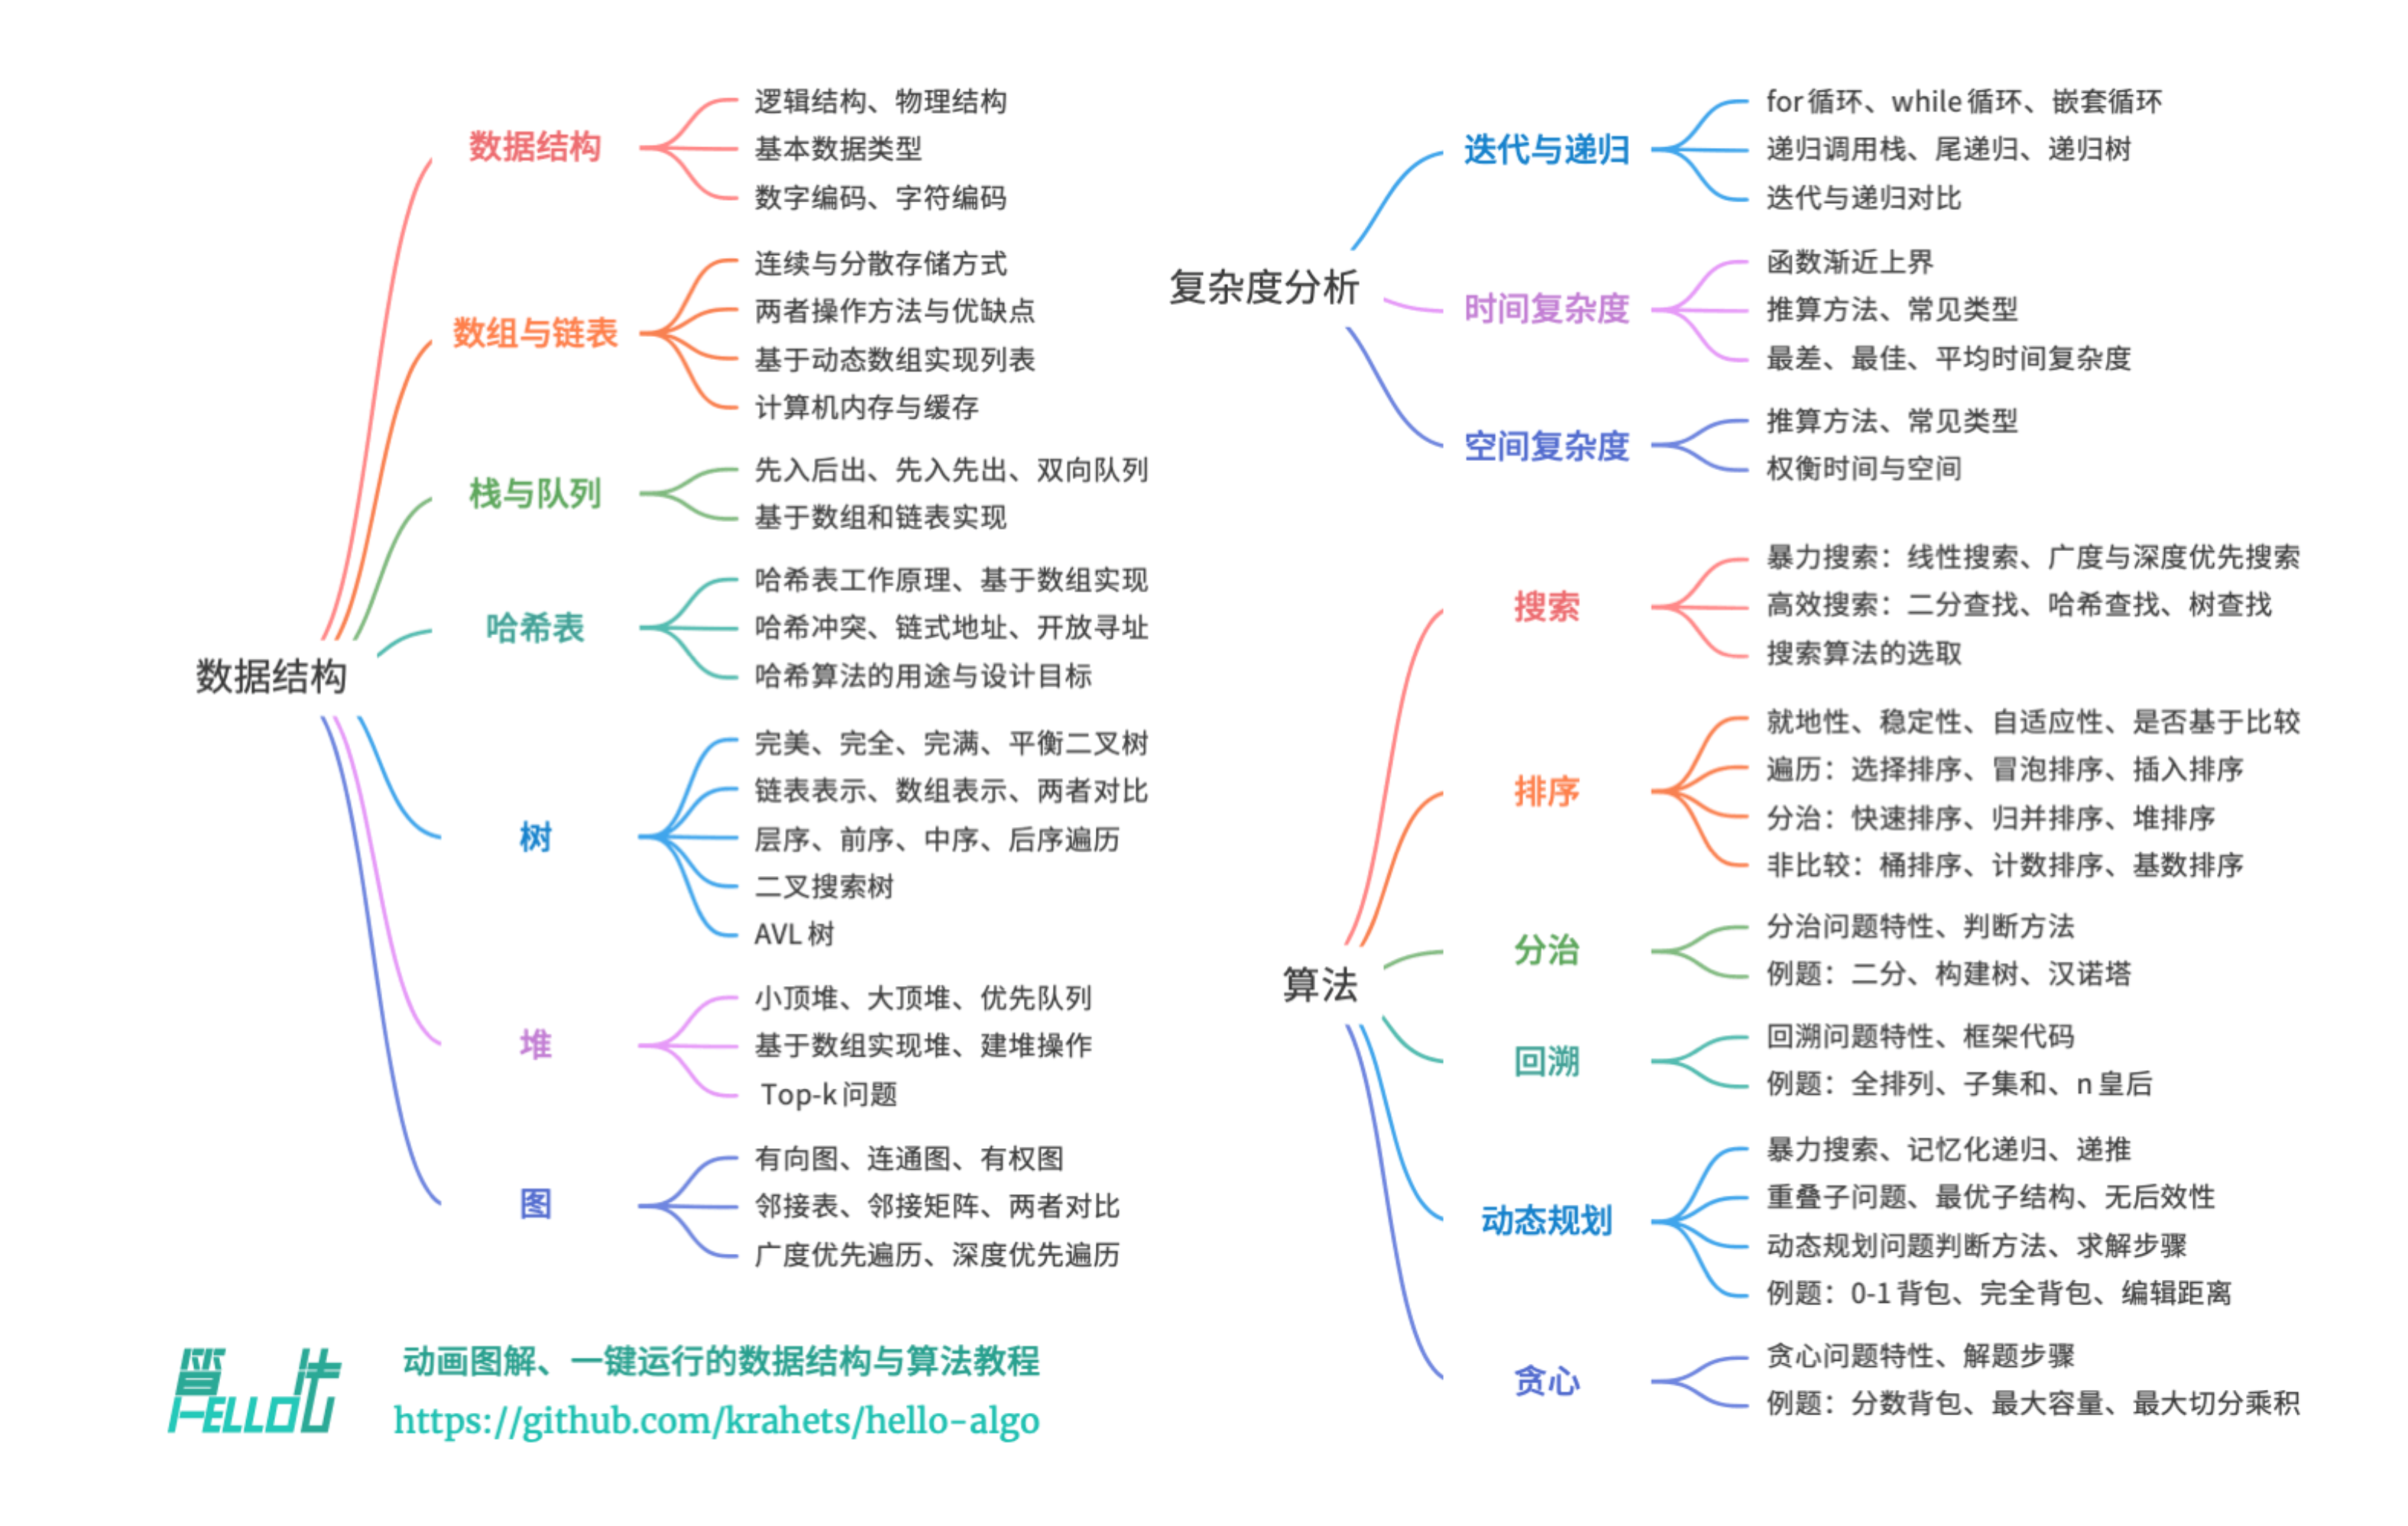 数据结构
数据结构
逻辑结构、物理结构
基本数据类型
数字编码、字符编码
数组与链表
连续与分散存储方式
两者操作方法与优缺点
基于动态数组实现列表
计算机内存与缓存
栈与队列
先入后出、先入先出、双向队列
基于数组和链表实现
哈希表
哈希表工作原理、基于数组实现
哈希冲突、链式地址、开放寻址
哈希算法的用途与设计目标
树
完美、完全、完满、平衡二叉树
链表表示、数组表示、两者对比
层序、前序、中序、后序遍历
二叉搜索树
AVL 树
堆
小顶堆、大顶堆、优先队列
基于数组实现堆、建堆操作
Top-k 问题
图
有向图、连通图、有权图
邻接表、邻接矩阵、两者对比
广度优先遍历、深度优先遍历
复杂度分析
迭代与递归
for 循环、while 循环、嵌套循环
递归调用栈、尾递归、递归树
迭代与递归对比
时间复杂度
函数渐近上界
推算方法、常见类型
最差、最佳、平均时间复杂度
空间复杂度
推算方法、常见类型
权衡时间与空间
算法
搜索
暴力搜索：线性搜索、广度与深度优先搜索
高效搜索：二分查找、哈希查找、树查找
搜索算法的选取
排序
就地性、稳定性、自适应性、是否基于比较
遍历：选择排序、冒泡排序、插入排序
分治：快速排序、归并排序、堆排序
非比较：桶排序、计数排序、基数排序
分治
分治问题特性、判断方法
例题：二分、构建树、汉诺塔
回溯
回溯问题特性、框架代码
例题：全排列、子集和、n 皇后
动态规划
暴力搜索、记忆化递归、递推
重叠子问题、最优子结构、无后效性
动态规划问题判断方法、求解步骤
例题：0-1 背包、完全背包、编辑距离
贪心
贪心问题特性、解题步骤
例题：分数背包、最大容量、最大切分乘积
算法
HELLO
动画图解、一键运行的数据结构与算法教程
https://github.com/krahets/hello-algo